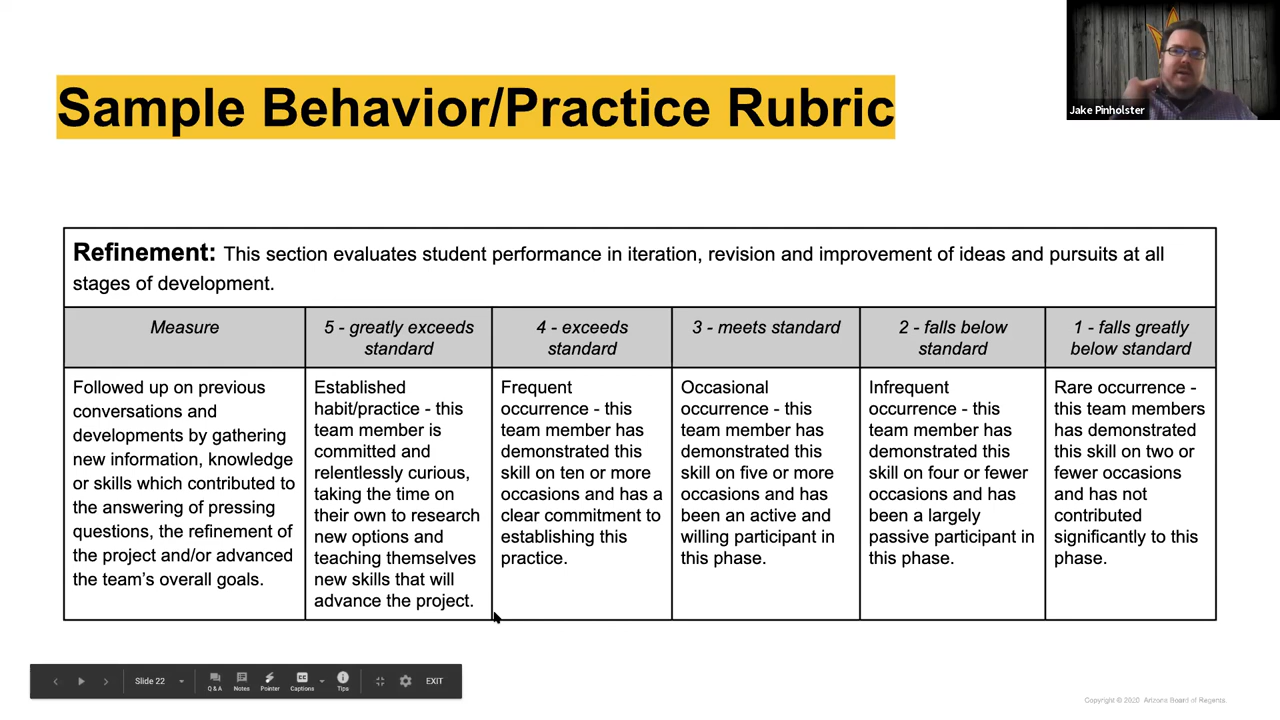 Jake Pinholster
Sample Behavior/Practice Rubric
Refinement: This section evaluates student performance in iteration, revision and improvement of ideas and pursuits at all
stages of development.
Measure
5 - greatly exceeds
standard
4 - exceeds
standard
3 - meets standard
2 - falls below
standard
1 - falls greatly
below standard
Followed up on previous
conversations and
developments by gathering
new information, knowledge
or skills which contributed to
the answering of pressing
questions, the refinement of
the project and/or advanced
the team's overall goals.
Established
habit/practice - this
team member is
committed and
relentlessly curious,
taking the time on
their own to research
new options and
teaching themselves
new skills that will
advance the project.
Frequent
occurrence - this
team member has
demonstrated this
skill on ten or more
occasions and has a
clear commitment to
establishing this
practice.
Occasional
occurrence - this
team member has
demonstrated this
skill on five or more
occasions and has
been an active and
willing participant in
this phase.
Infrequent
occurrence - this
team member has
demonstrated this
skill on four or fewer
occasions and has
been a largely
passive participant in
this phase.
Rare occurrence -
this team members
has demonstrated
this skill on two or
fewer occasions
and has not
contributed
significantly to this
phase.
Slide 22
Q & A
Notes
Pointer
CC
Captions
Tips
EXIT
Copyright © 2020 Arizona Board of Regents.